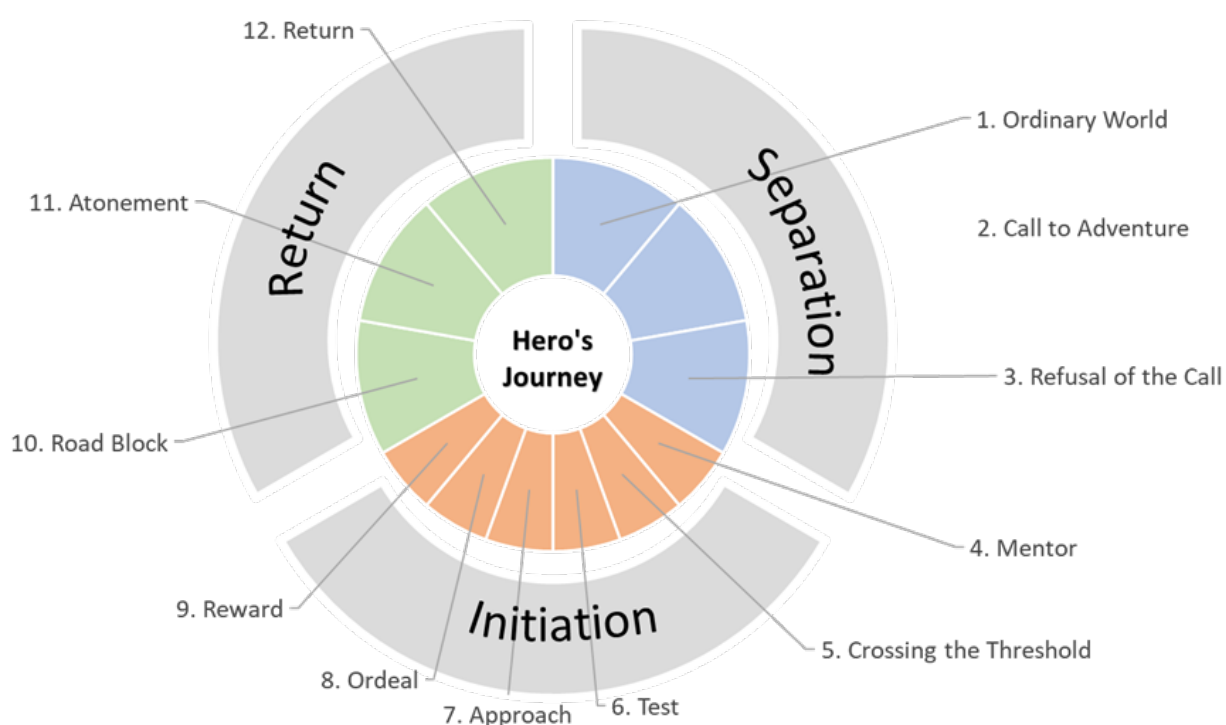 12. Return
1. Ordinary World
Separation
2. Call to Adventure
11. Atonement
Return
Hero's
Journey
3. Refusal of the Call
10. Road Block
4. Mentor
9. Reward
Initiation
5. Crossing the Threshold
8. Ordeal
7. Approach
6. Test